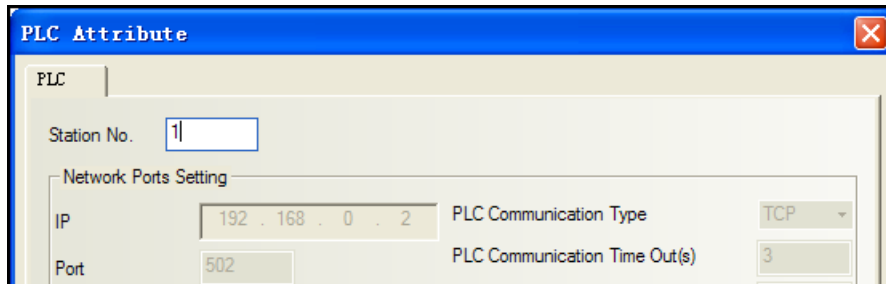 PLC Attribute
PLC
Station No. 1
Network Ports Setting
IP 192 . 168 . 0 . 2 PLC Communication Type TCP
Port 502 PLC Communication Time Out(s) 3